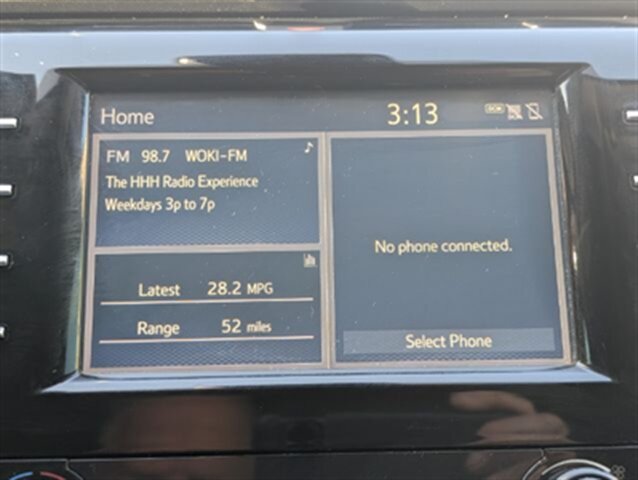 Home
3:13
FM 98.7 WOKI-FM
The HHH Radio Experience
Weekdays 3p to 7p
No phone connected.
Latest 28.2 MPG
Range 52 miles
Select Phone